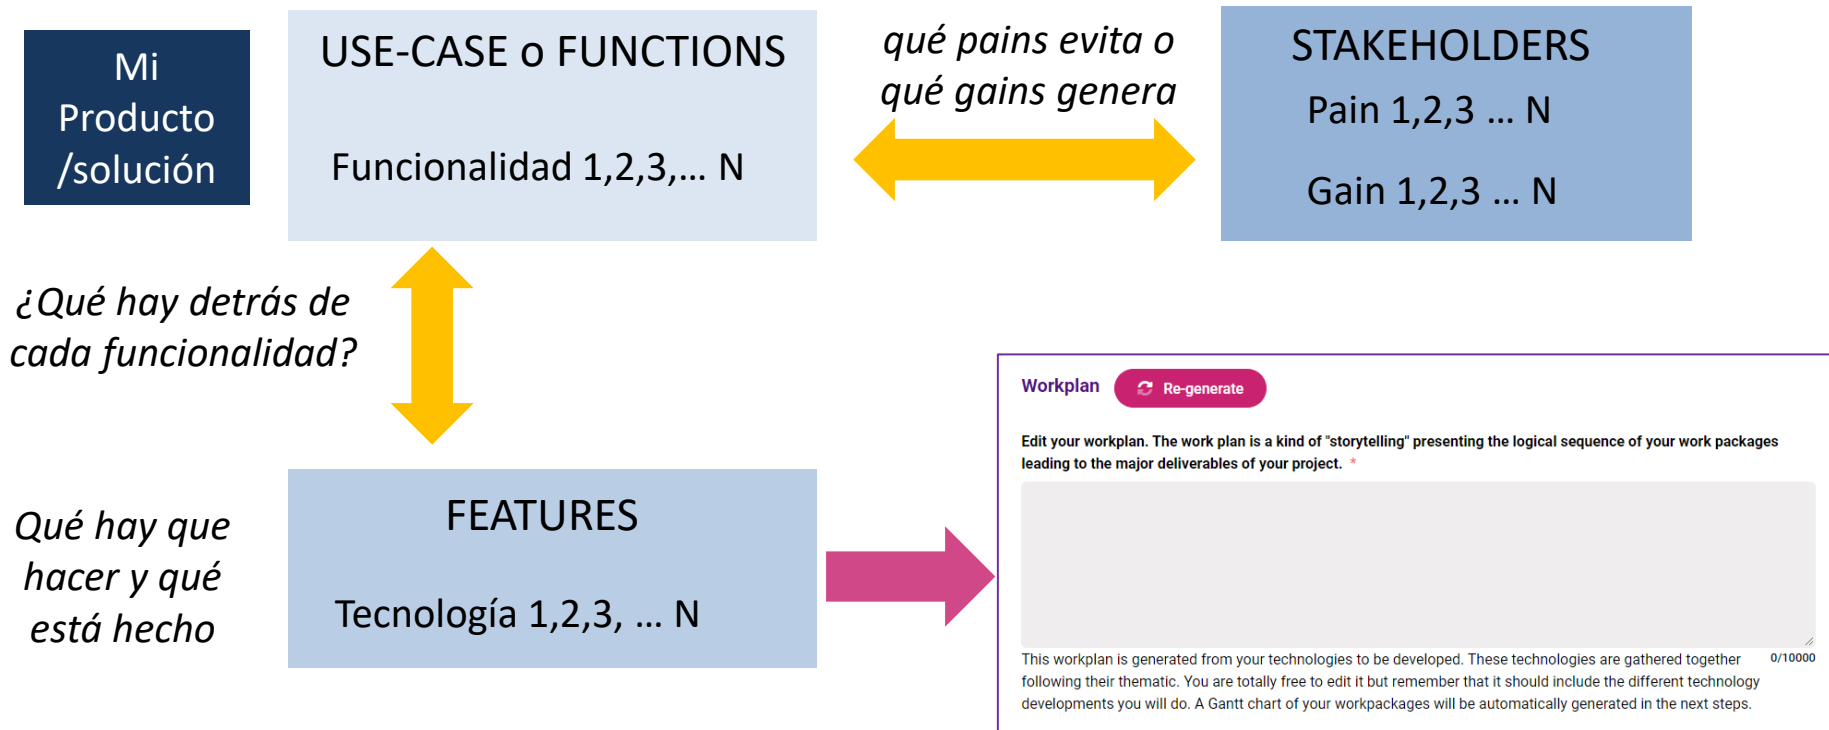 Mi
Producto
/solución
USE-CASE o FUNCTIONS
Funcionalidad 1,2,3,... N
qué pains evita o
qué gains genera
STAKEHOLDERS
Pain 1,2,3 ... N
Gain 1,2,3 ... N
¿Qué hay detrás de
cada funcionalidad?
Qué hay que
hacer y qué
está hecho
FEATURES
Tecnología 1,2,3, ... N
Workplan
Re-generate
Edit your workplan. The work plan is a kind of "storytelling" presenting the logical sequence of your work packages
leading to the major deliverables of your project. *
This workplan is generated from your technologies to be developed. These technologies are gathered together
0/10000
following their thematic. You are totally free to edit it but remember that it should include the different technology
developments you will do. A Gantt chart of your workpackages will be automatically generated in the next steps.